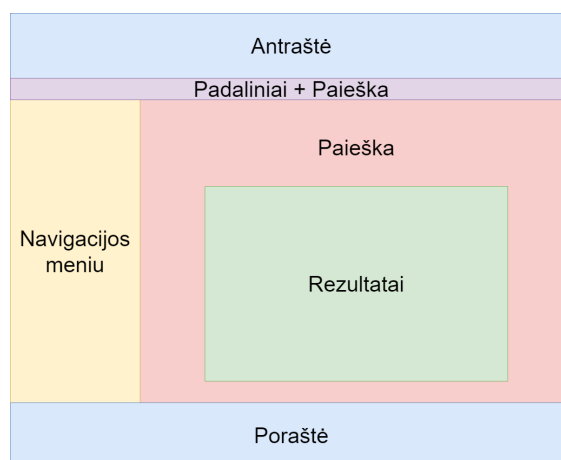 Antraštė
Padaliniai + Paieška
Paieška
Navigacijos
meniu
Rezultatai
Poraštė